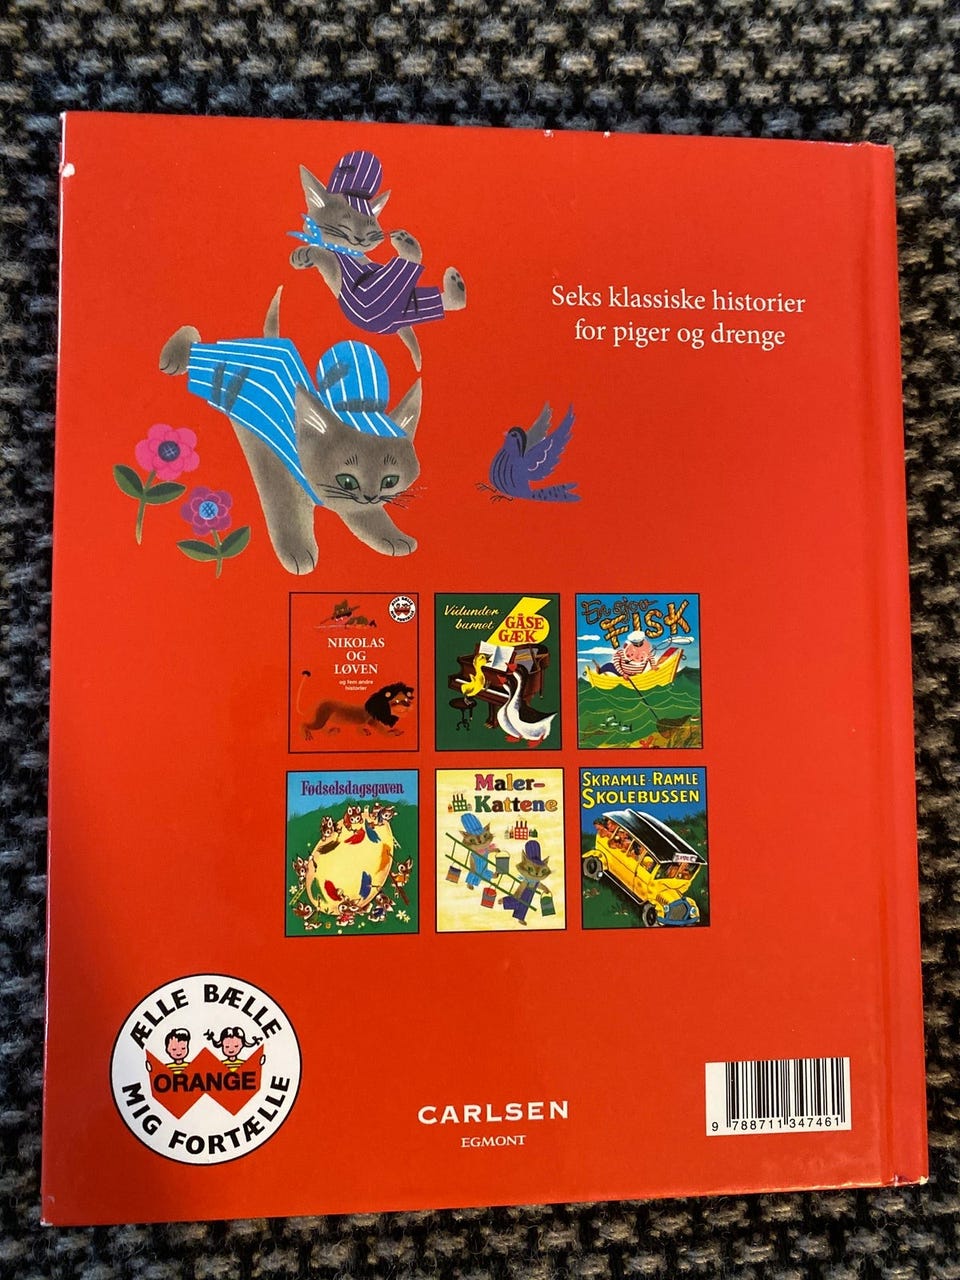 Seks klassiske historier
for piger og drenge
NIKOLAS
OG
LØVEN
og fem andre
historier
Vidunder
barnet
GÅSE
GÆK
En sjov
FISK
Fødselsdagsgaven
Maler-
Kattene
SKRAMLE-RAMLE
SKOLEBUSSEN
ÆLLE BÆLLE
ORANGE
MIG FORTÆLLE
CARLSEN
EGMONT
9 788711 347461